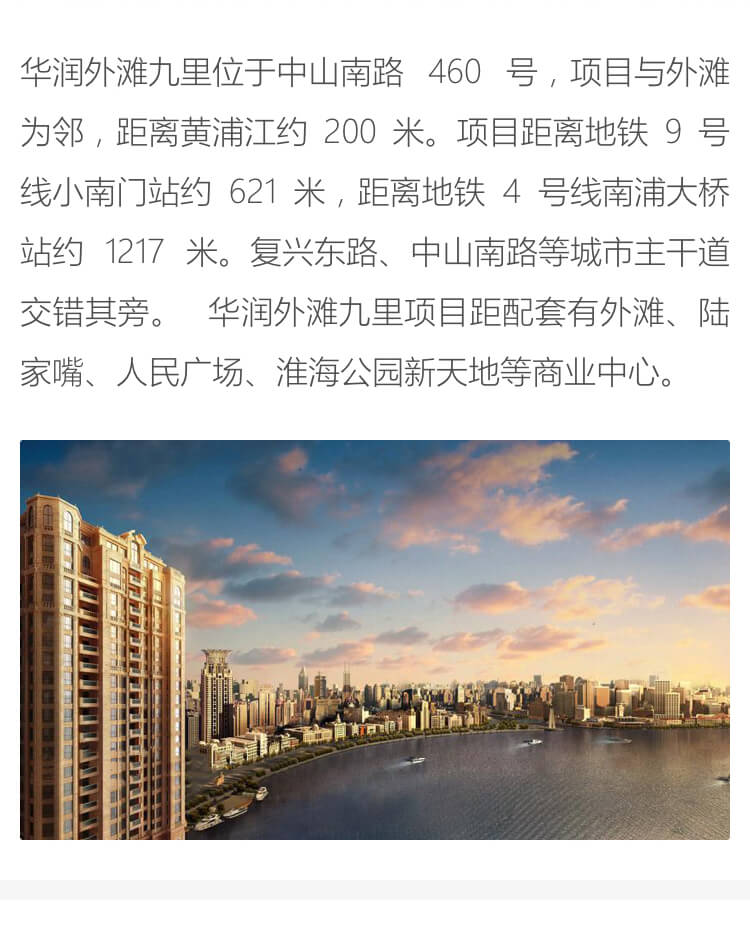 华润外滩九里位于中山南路 460 号，项目与外滩
为邻，距离黄浦江约 200 米。项目距离地铁 9 号
线小南门站约 621 米，距离地铁 4 号线南浦大桥
站约 1217 米。复兴东路、中山南路等城市主干道
交错其旁。 华润外滩九里项目距配套有外滩、陆
家嘴、人民广场、淮海公园新天地等商业中心。